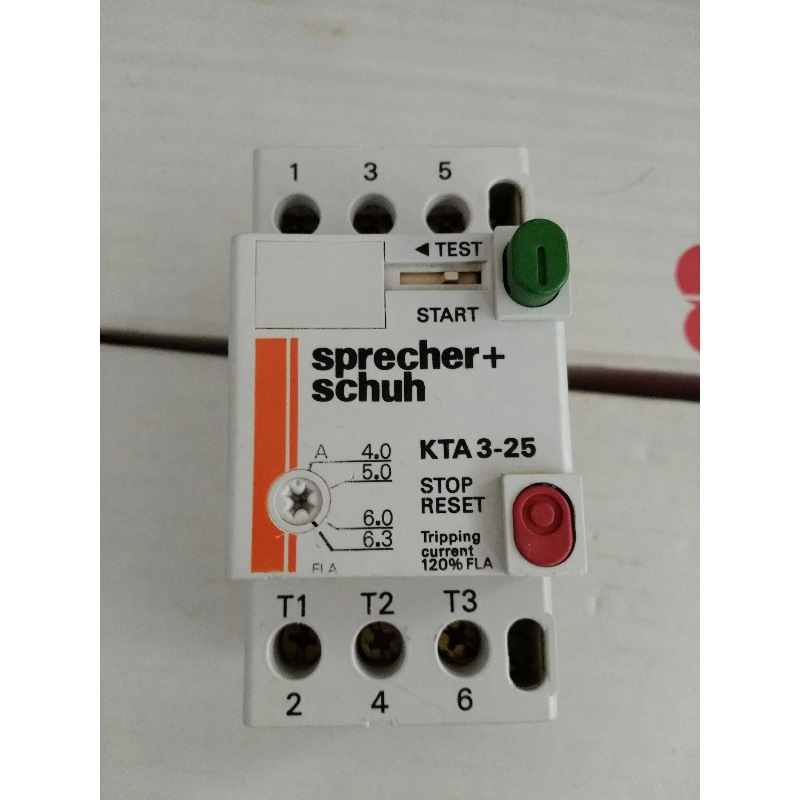 1 3 5
◄ TEST
START
sprecher+
schuh
KTA 3-25
A 4.0
5.0
6.0
6.3
FLA
STOP
RESET
Tripping
current
120% FLA
T1 T2 T3
2 4 6